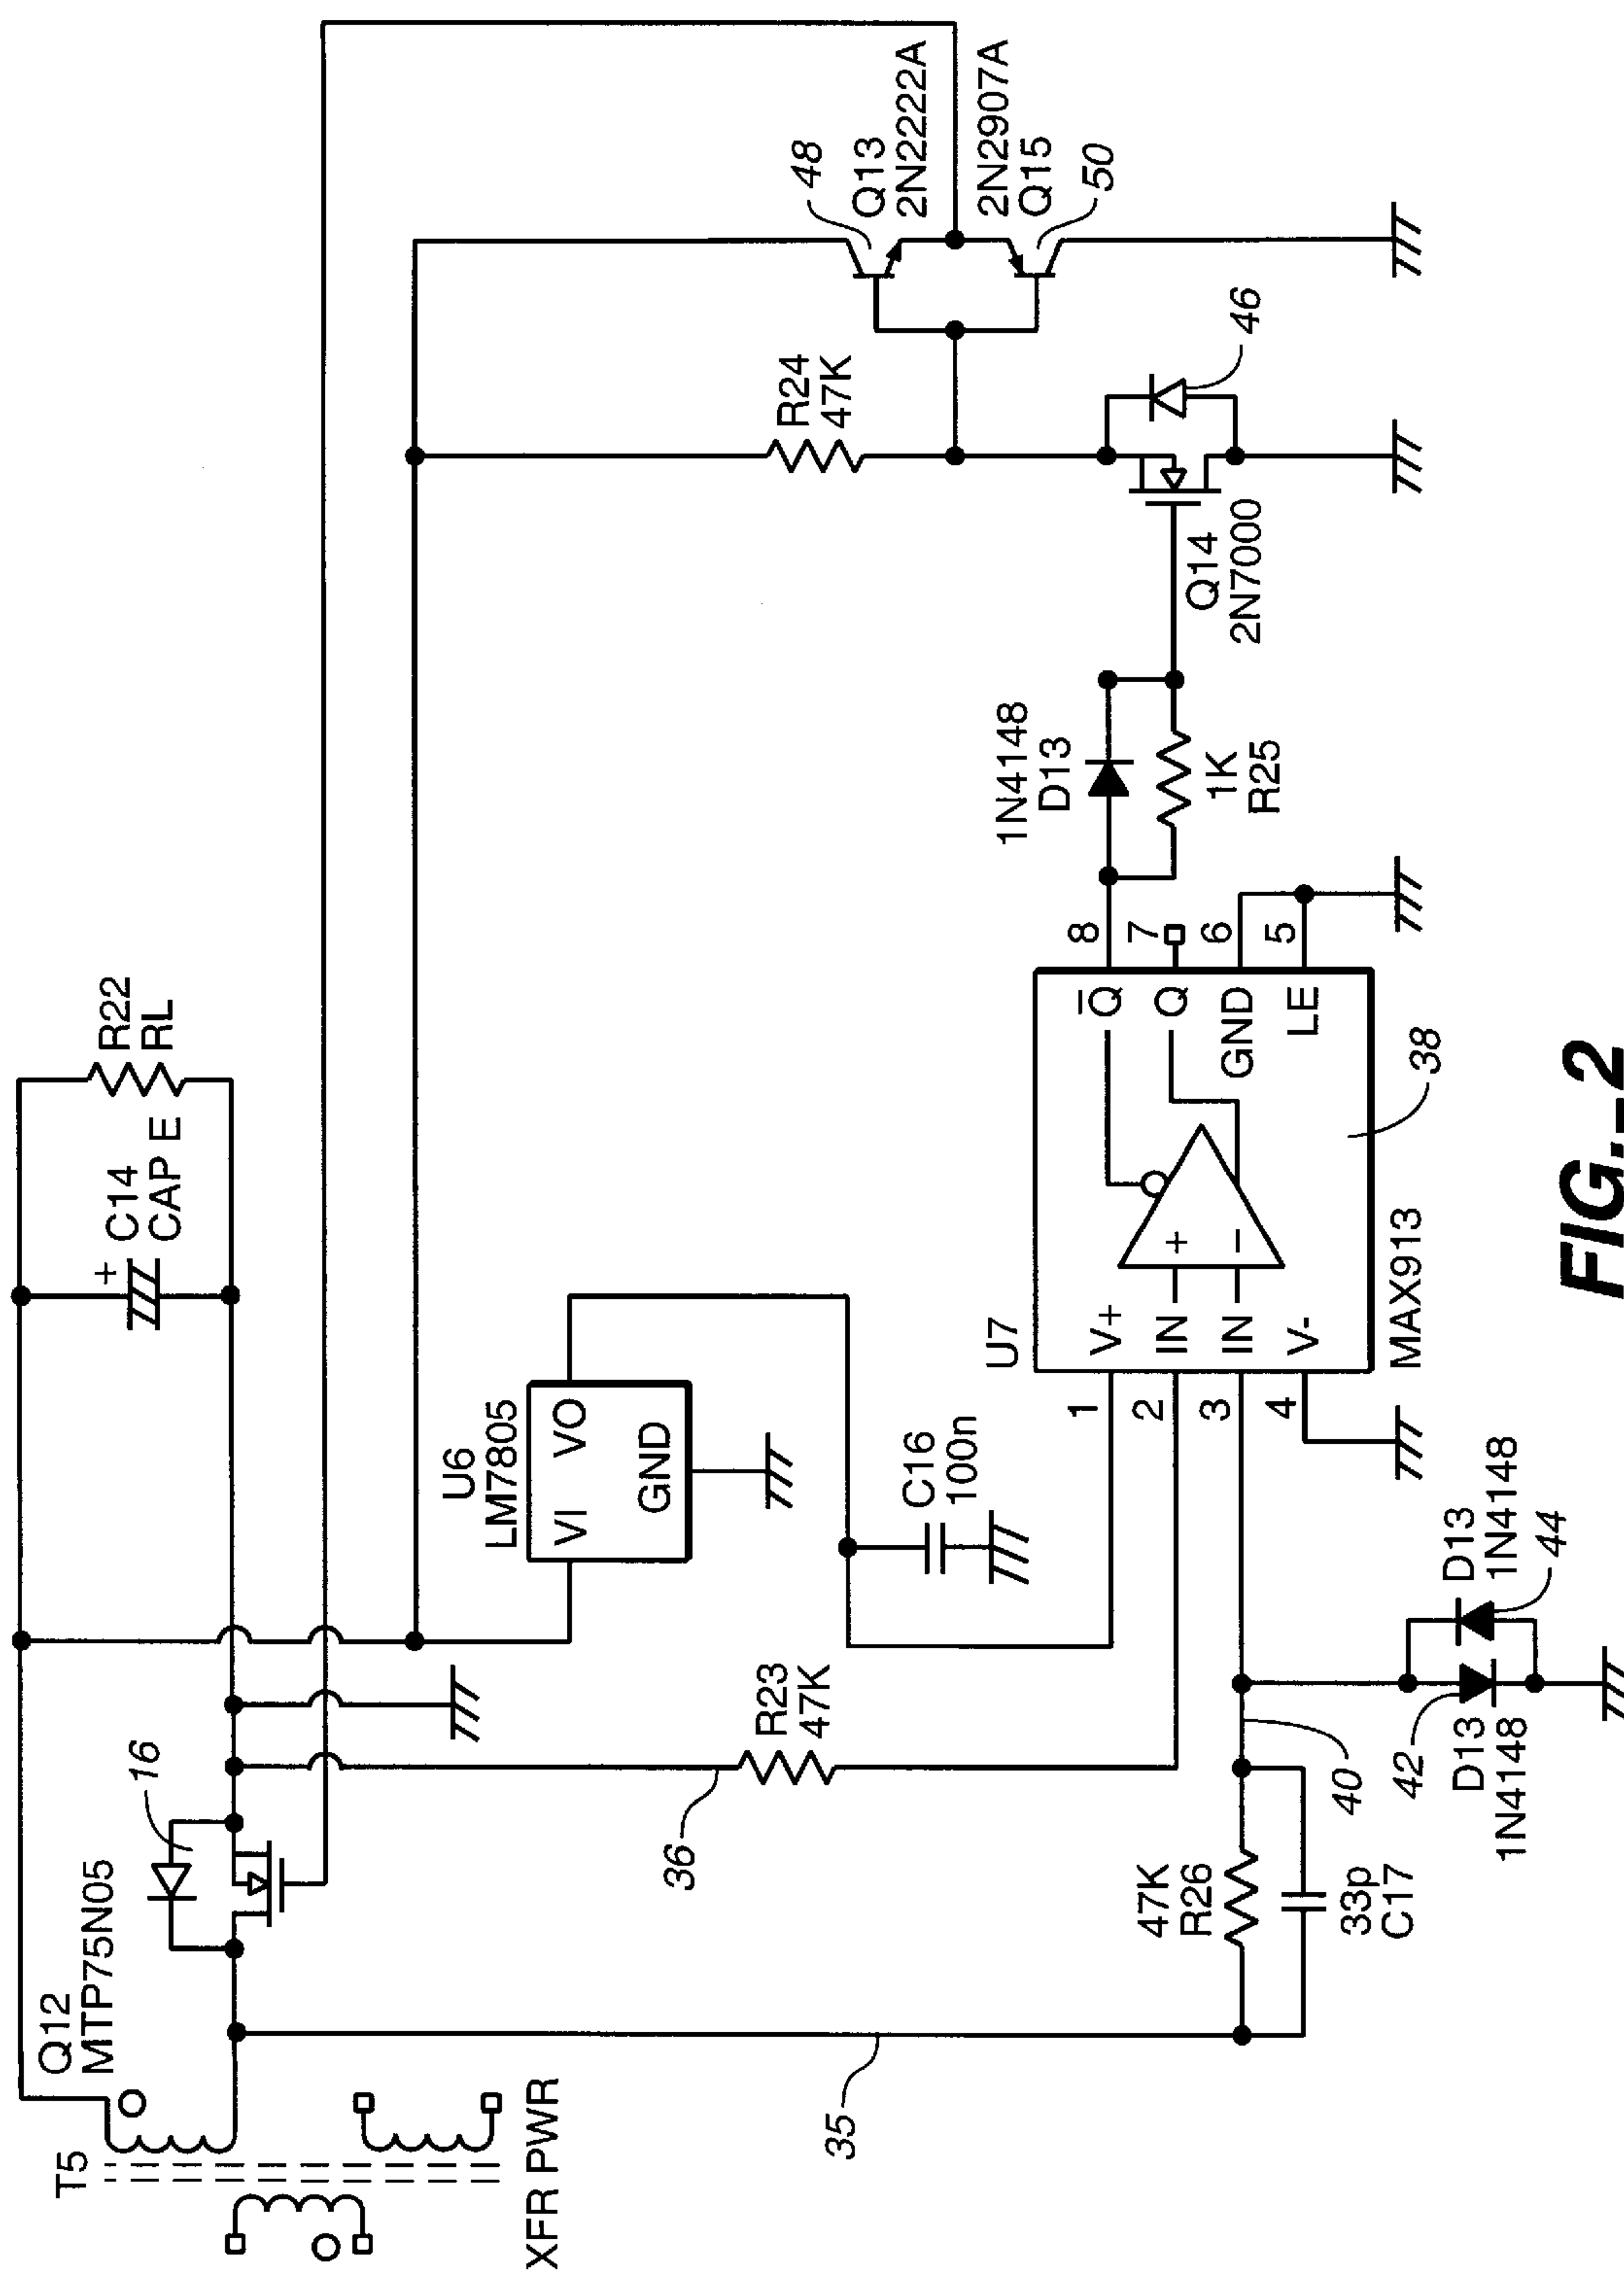 T5
XFR PWR
Q12
MTP75N05
16
C14
CAP E
+
R22
RL
35
36
R23
47K
U6
LM7805
VI VO
GND
C16
100n
47K
R26
33p
C17
40
42
D13
1N4148
D13
1N4148
44
U7
1 V+
2 IN +
3 IN −
4 V-
Q̅ 8
Q 7
GND 6
LE 5
MAX913
38
1N4148
D13
1K
R25
Q14
2N7000
R24
47K
46
48
Q13
2N2222A
2N2907A
Q15
50
FIG._2